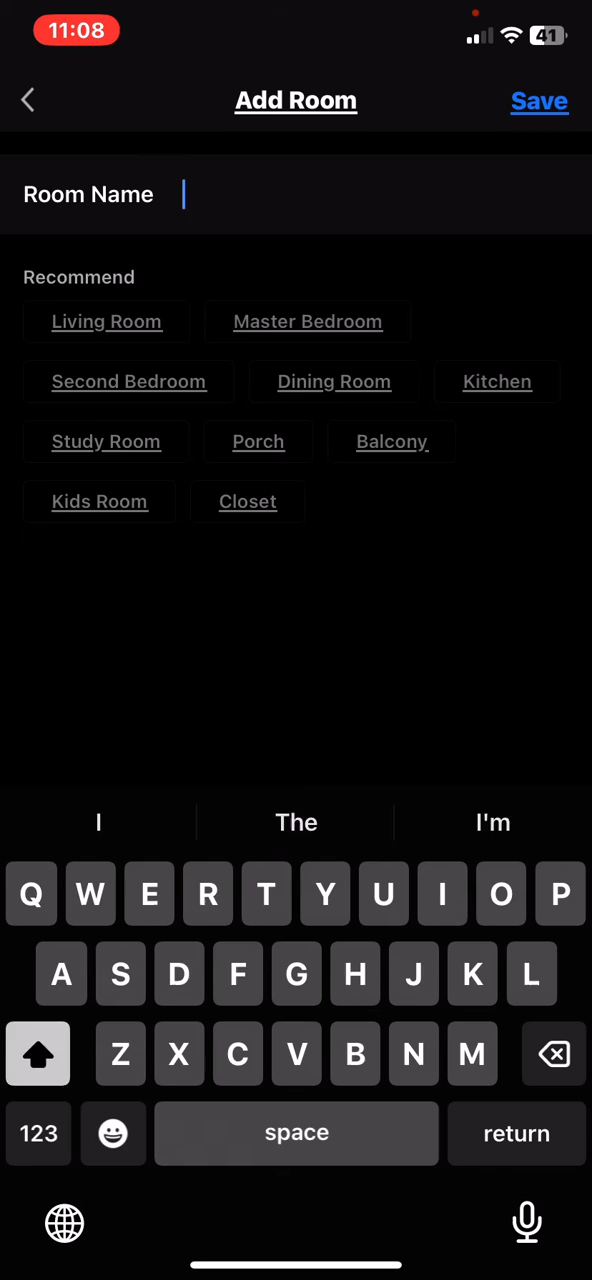 11:08
41
Add Room
Save
Room Name
Recommend
Living Room Master Bedroom
Second Bedroom Dining Room Kitchen
Study Room Porch Balcony
Kids Room Closet
I The I'm
Q W E R T Y U I O P
A S D F G H J K L
Z X C V B N M
123 space return